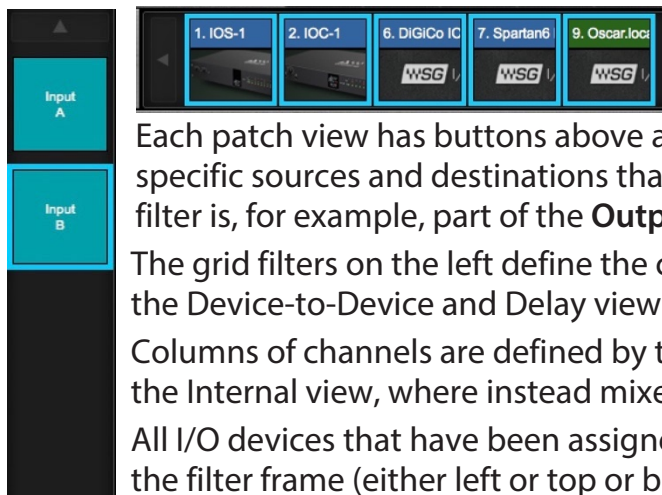 Input
A
Input
B
1. IOS-1
2. IOC-1
6. DiGiCo IC
7. Spartan6
9. Oscar.loca
WSG
WSG
WSG
Each patch view has buttons above a
specific sources and destinations tha
filter is, for example, part of the Outp
The grid filters on the left define the
the Device-to-Device and Delay view
Columns of channels are defined by
the Internal view, where instead mixe
All I/O devices that have been assigne
the filter frame (either left or top or b